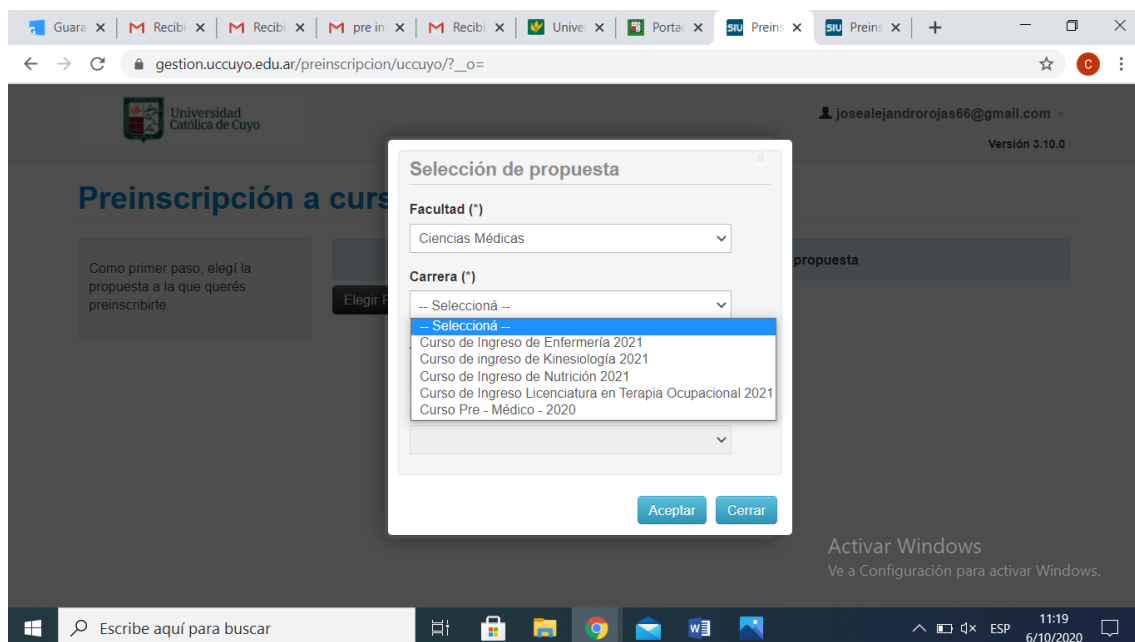 Guara
Recibi
Recibi
pre in
Recibi
Univer
Portad
SIU Preins
SIU Preins
gestion.uccuyo.edu.ar/preinscripcion/uccuyo/?__o=
C
Universidad
Católica de Cuyo
josealejandrorojas66@gmail.com
Versión 3.10.0
Preinscripción a curs
Como primer paso, elegí la
propuesta a la que querés
preinscribirte.
propuesta
Elegir
Selección de propuesta
Facultad (*)
Ciencias Médicas
Carrera (*)
-- Seleccioná --
-- Seleccioná --
Curso de Ingreso de Enfermería 2021
Curso de ingreso de Kinesiología 2021
Curso de Ingreso de Nutrición 2021
Curso de Ingreso Licenciatura en Terapia Ocupacional 2021
Curso Pre - Médico - 2020
Aceptar Cerrar
Activar Windows
Ve a Configuración para activar Windows.
Escribe aquí para buscar
ESP
11:19
6/10/2020